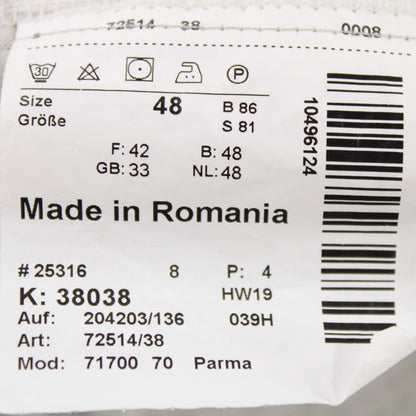 72514 38 0008
30 P
Size 48 B 86
Größe S 81
F: 42 B: 48
GB: 33 NL: 48
10496124
Made in Romania
# 25316 8 P: 4
K: 38038 HW19
Auf: 204203/136 039H
Art: 72514/38
Mod: 71700 70 Parma